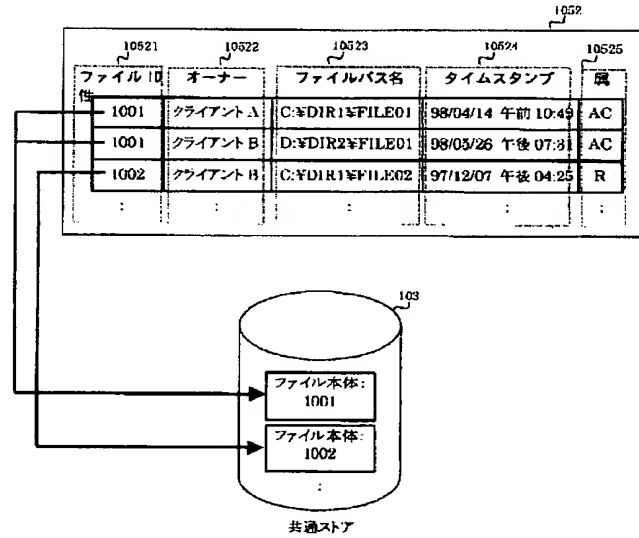 1052
10521 10522 10523 10524 10525
ファイル ID オーナー ファイルパス名 タイムスタンプ 属
件
1001 クライアント A C:¥DIR1¥FILE01 98/04/14 午前 10:49 AC
1001 クライアント B D:¥DIR2¥FILE01 98/05/26 午後 07:31 AC
1002 クライアント B C:¥DIR1¥FILE02 97/12/07 午後 04:25 R
: : : : :
103
ファイル本体:
1001
ファイル本体:
1002
:
共通ストア